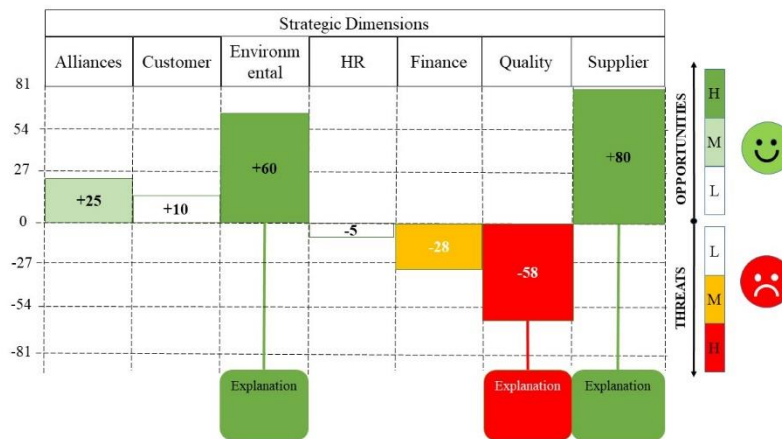 Strategic Dimensions
Alliances
Customer
Environm
ental
HR
Finance
Quality
Supplier
81
54
27
0
-27
-54
-81
+25
+10
+60
-5
-28
-58
+80
Explanation
Explanation
Explanation
OPPORTUNITIES
THREATS
H
M
L
L
M
H